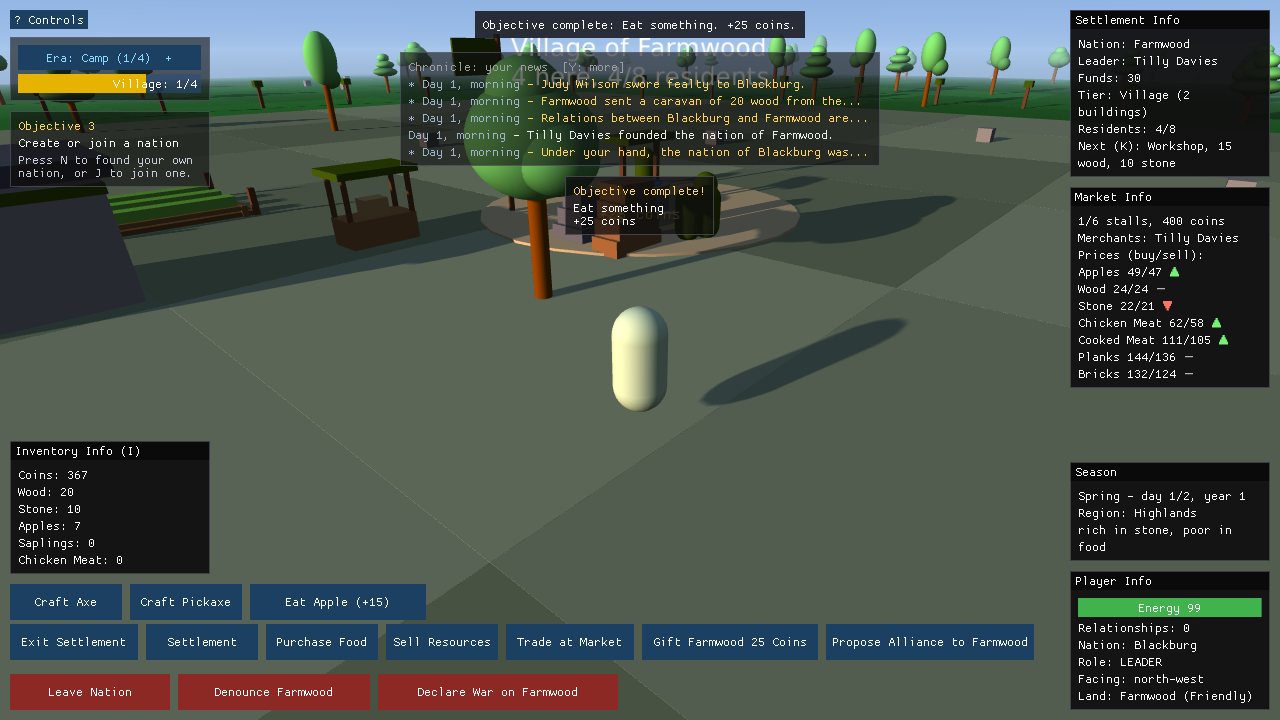 ? Controls
Era: Camp (1/4)  +
Village: 1/4
Objective 3
Create or join a nation
Press N to found your own
nation, or J to join one.
Objective complete: Eat something. +25 coins.
Village of Farmwood
4 here, 4/8 residents
Chronicle: your news  [Y: more]
* Day 1, morning – Judy Wilson swore fealty to Blackburg.
* Day 1, morning – Farmwood sent a caravan of 20 wood from the...
* Day 1, morning – Relations between Blackburg and Farmwood are...
Day 1, morning – Tilly Davies founded the nation of Farmwood.
* Day 1, morning – Under your hand, the nation of Blackburg was...
Objective complete!
Eat something
+25 coins
Settlement Info
Nation: Farmwood
Leader: Tilly Davies
Funds: 30
Tier: Village (2
buildings)
Residents: 4/8
Next (K): Workshop, 15
wood, 10 stone
Market Info
1/6 stalls, 400 coins
Merchants: Tilly Davies
Prices (buy/sell):
Apples 49/47 ▲
Wood 24/24 –
Stone 22/21 ▼
Chicken Meat 62/58 ▲
Cooked Meat 111/105 ▲
Planks 144/136 –
Bricks 132/124 –
Season
Spring – day 1/2, year 1
Region: Highlands
rich in stone, poor in
food
Player Info
Energy 99
Relationships: 0
Nation: Blackburg
Role: LEADER
Facing: north-west
Land: Farmwood (Friendly)
Inventory Info (I)
Coins: 367
Wood: 20
Stone: 10
Apples: 7
Saplings: 0
Chicken Meat: 0
Craft Axe
Craft Pickaxe
Eat Apple (+15)
Exit Settlement
Settlement
Purchase Food
Sell Resources
Trade at Market
Gift Farmwood 25 Coins
Propose Alliance to Farmwood
Leave Nation
Denounce Farmwood
Declare War on Farmwood